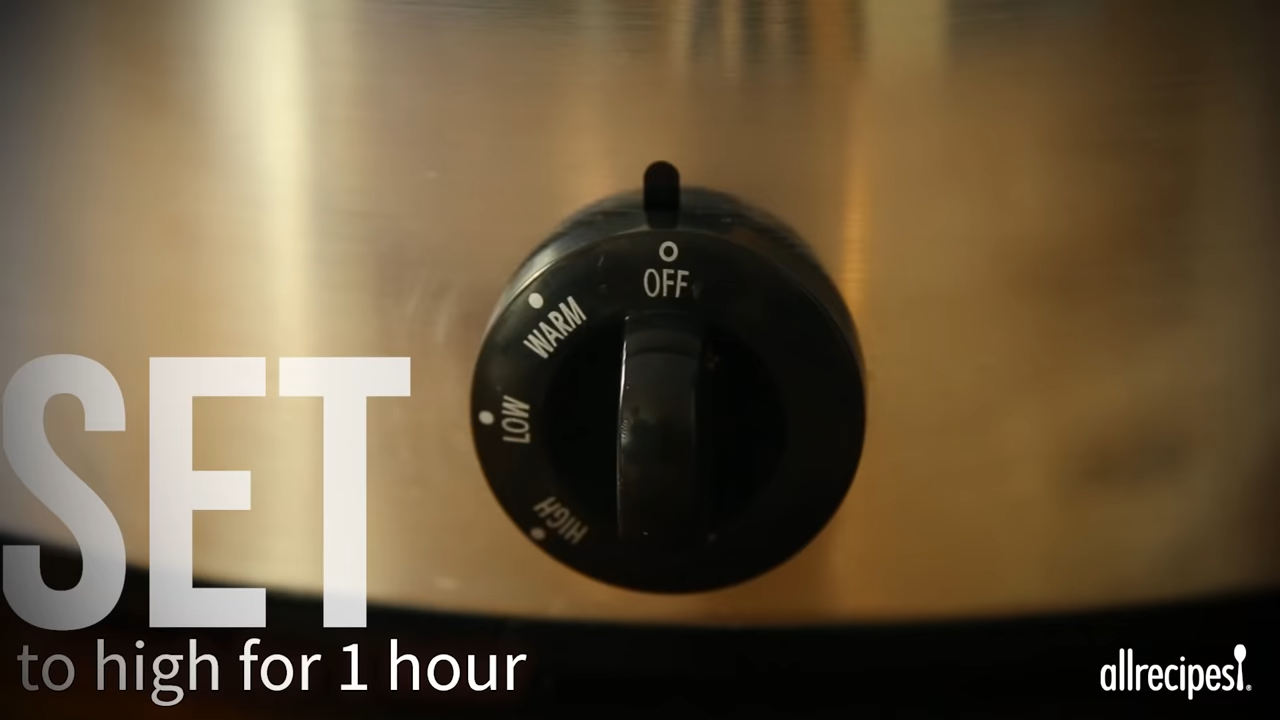 OFF
WARM
LOW
HIGH
SET
to high for 1 hour
allrecipes®